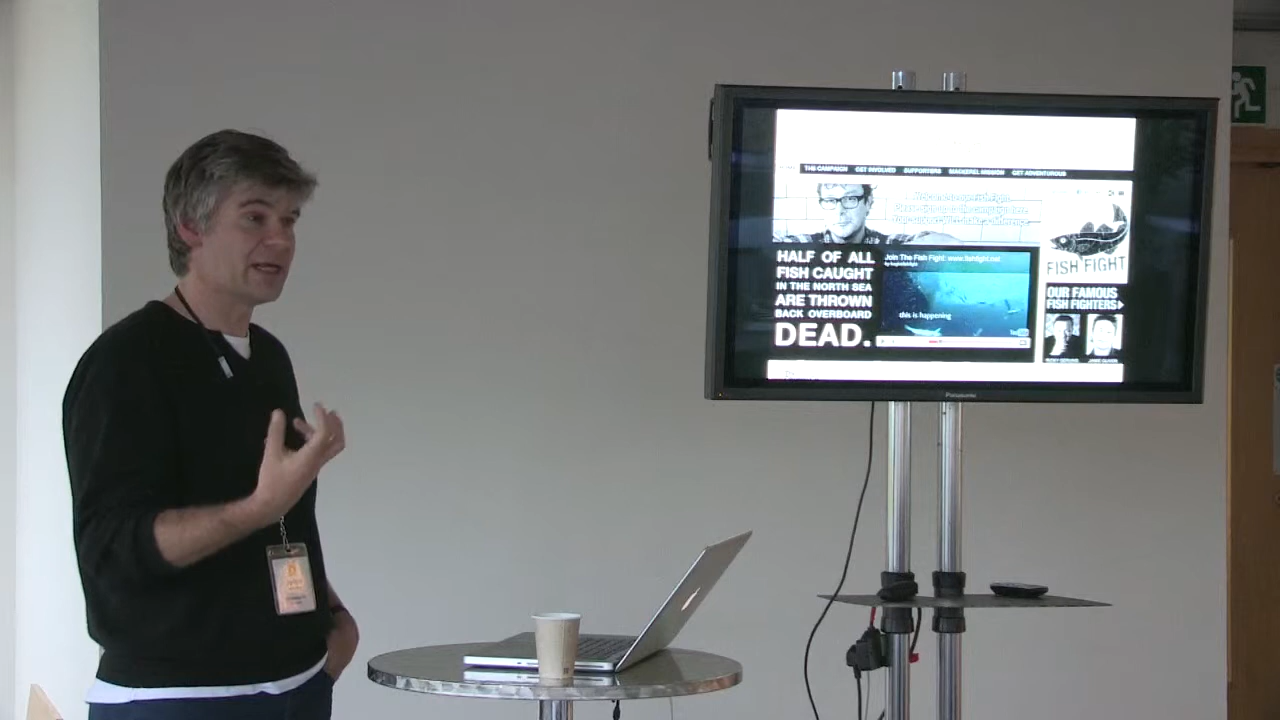 THE CAMPAIGN GET INVOLVED SUPPORTERS MACKEREL MISSION GET ADVENTUROUS
HALF OF ALL
FISH CAUGHT
IN THE NORTH SEA
ARE THROWN
BACK OVERBOARD
DEAD.
Join The Fish Fight: www.fishfight.net
this is happening
FISH FIGHT
OUR FAMOUS
FISH FIGHTERS
Panasonic